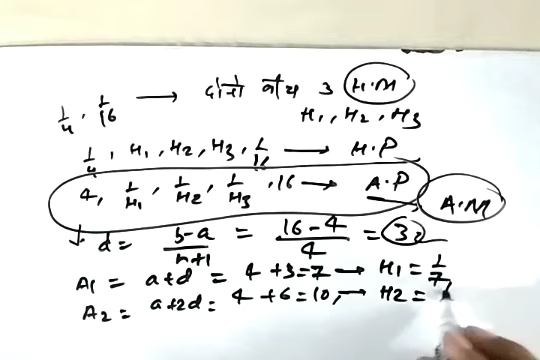 1/4, 1/16 → दोनों के बीच 3 H.M
H1, H2, H3
1/4, H1, H2, H3, 1/16 → H.P
4, 1/H1, 1/H2, 1/H3, 16 → A.P A.M
↓ d = b-a/n+1 = 16-4/4 = 3
A1 = a+d = 4+3=7 → H1 = 1/7
A2 = a+2d = 4+6=10, → H2 =